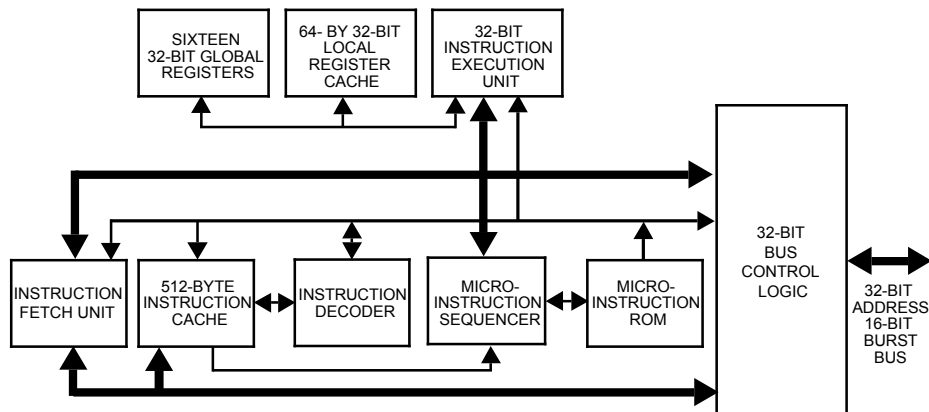 SIXTEEN
32-BIT GLOBAL
REGISTERS
64- BY 32-BIT
LOCAL
REGISTER
CACHE
32-BIT
INSTRUCTION
EXECUTION
UNIT
INSTRUCTION
FETCH UNIT
512-BYTE
INSTRUCTION
CACHE
INSTRUCTION
DECODER
MICRO-
INSTRUCTION
SEQUENCER
MICRO-
INSTRUCTION
ROM
32-BIT
BUS
CONTROL
LOGIC
32-BIT
ADDRESS
16-BIT
BURST
BUS